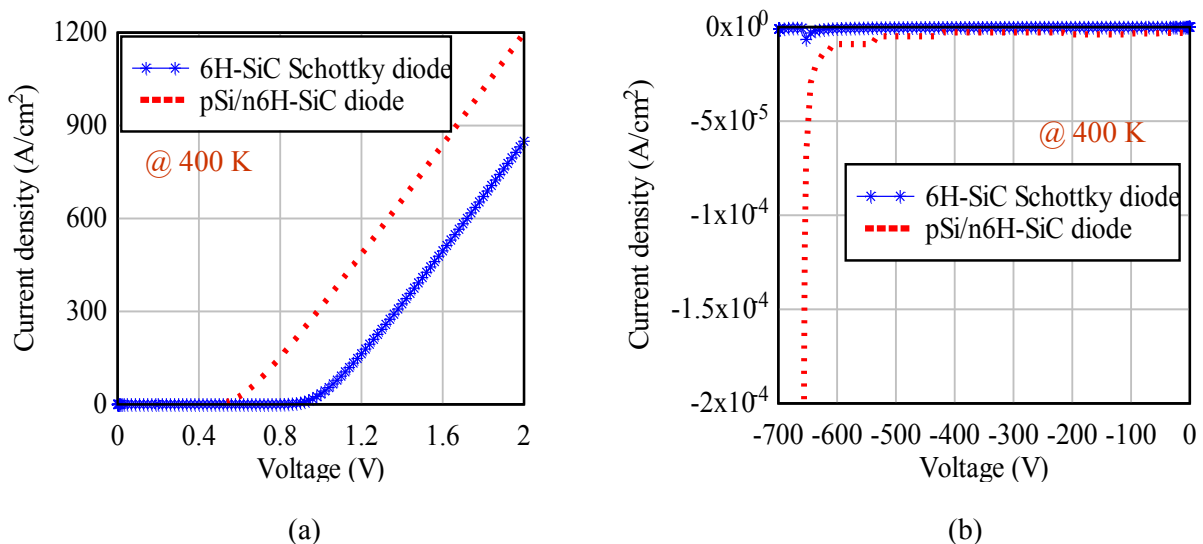 1200
900
600
300
0
Current density (A/cm²)
6H-SiC Schottky diode
pSi/n6H-SiC diode
@ 400 K
0 0.4 0.8 1.2 1.6 2
Voltage (V)
(a)
0x10⁰
-5x10⁻⁵
-1x10⁻⁴
-1.5x10⁻⁴
-2x10⁻⁴
Current density (A/cm²)
@ 400 K
6H-SiC Schottky diode
pSi/n6H-SiC diode
-700 -600 -500 -400 -300 -200 -100 0
Voltage (V)
(b)